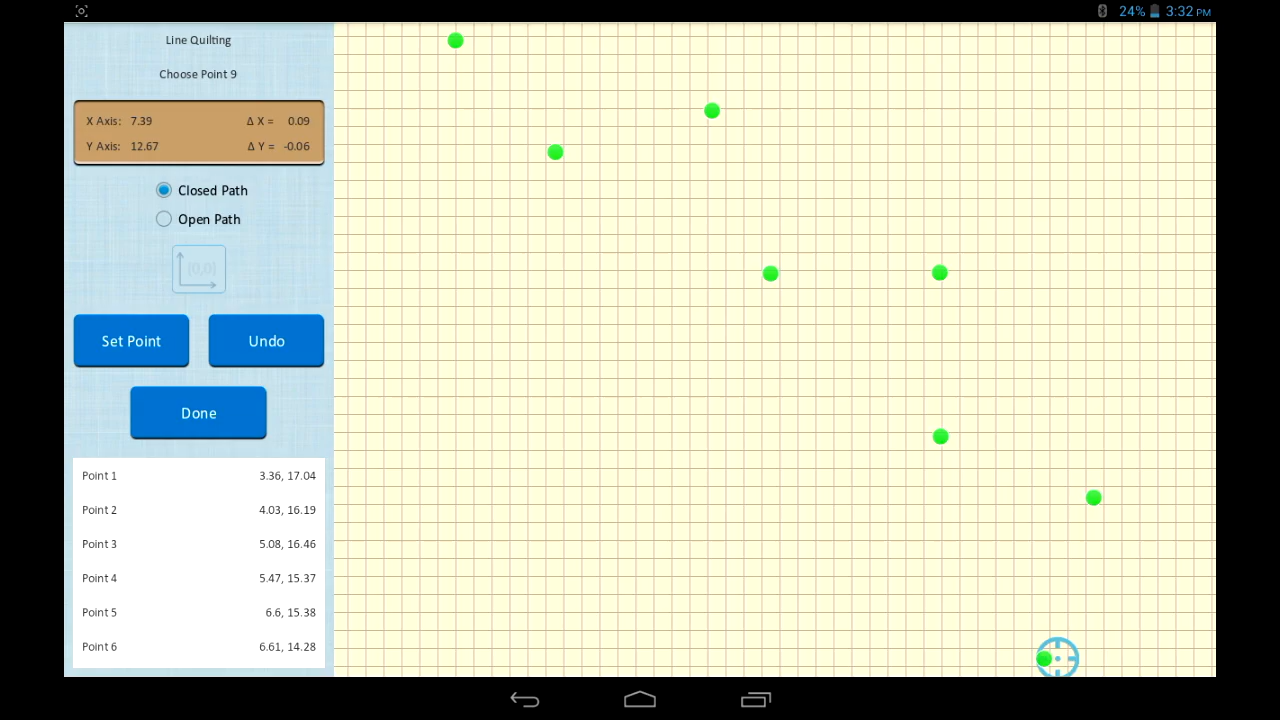 24% 3:32 PM
Line Quilting
Choose Point 9
X Axis: 7.39 Δ X = 0.09
Y Axis: 12.67 Δ Y = -0.06
Closed Path
Open Path
(0,0)
Set Point Undo
Done
Point 1 3.36, 17.04
Point 2 4.03, 16.19
Point 3 5.08, 16.46
Point 4 5.47, 15.37
Point 5 6.6, 15.38
Point 6 6.61, 14.28